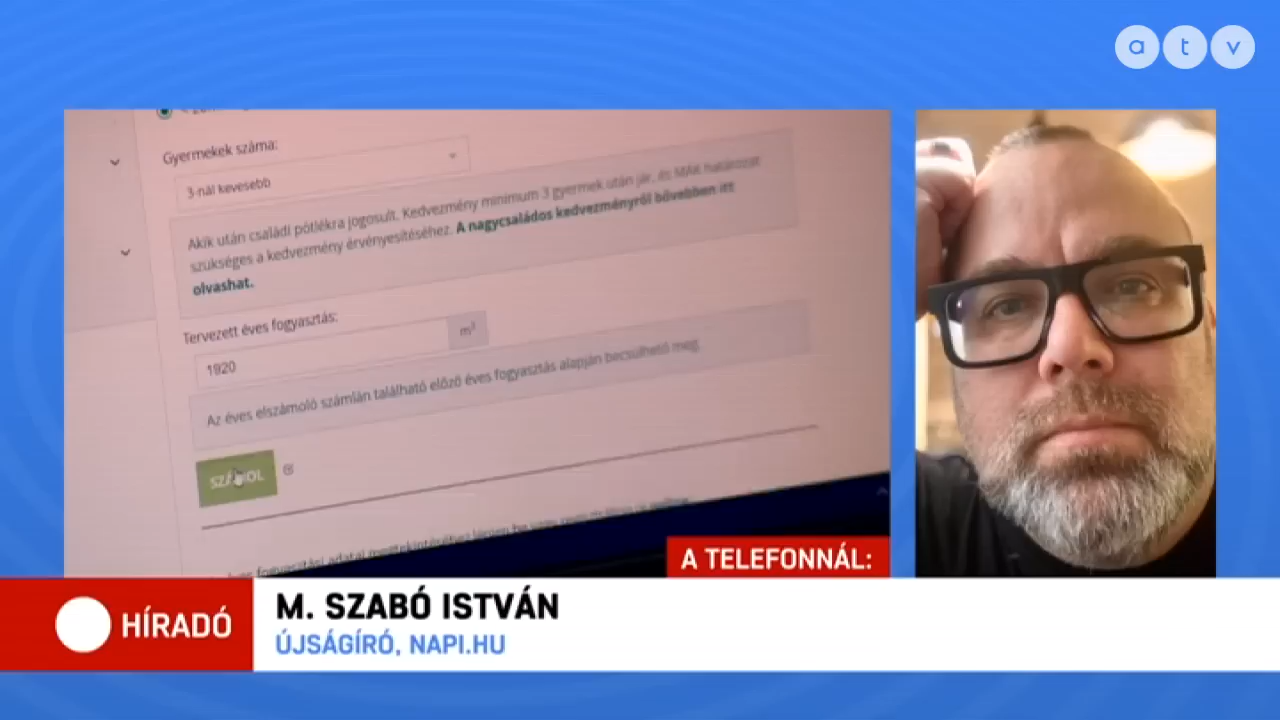 atv
Gyermekek száma:
3-nál kevesebb
Akik után családi pótlékra jogosult. Kedvezmény minimum 3 gyermek után jár, és MÁK határozat
szükséges a kedvezmény érvényesítéséhez. A nagycsaládos kedvezményről bővebben itt
olvashat.
Tervezett éves fogyasztás:
1920
m³
Az éves elszámoló számlán található előző éves fogyasztás alapján becsülhető meg.
A TELEFONNÁL:
HÍRADÓ
M. SZABÓ ISTVÁN
ÚJSÁGÍRÓ, NAPI.HU